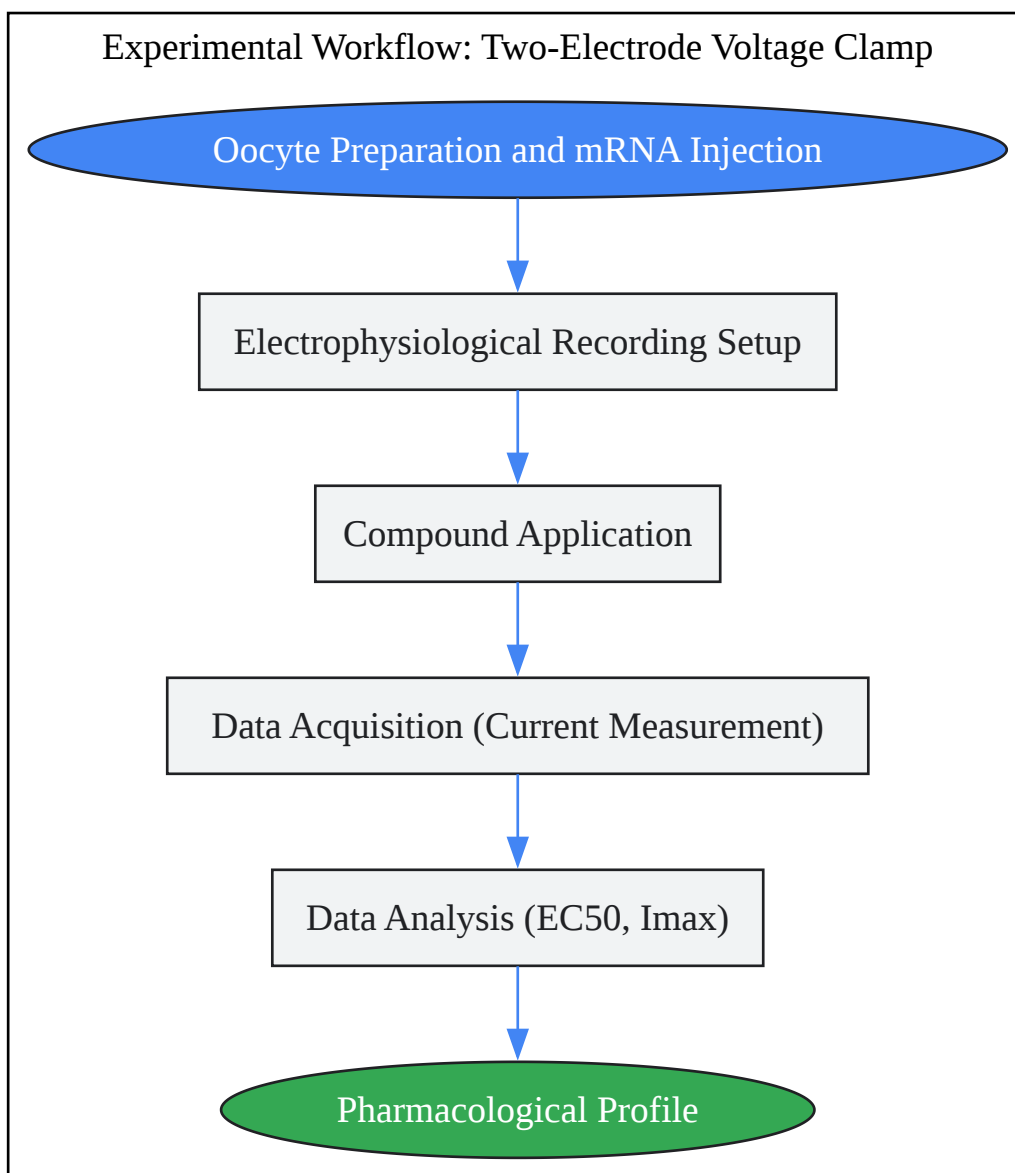 Experimental Workflow: Two-Electrode Voltage Clamp
Oocyte Preparation and mRNA Injection
Electrophysiological Recording Setup
Compound Application
Data Acquisition (Current Measurement)
Data Analysis (EC50, Imax)
Pharmacological Profile